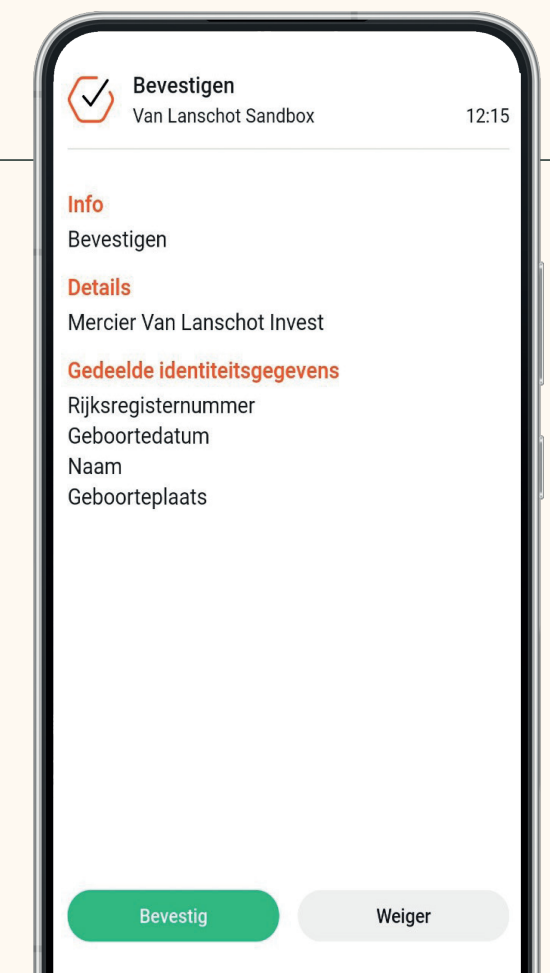 Bevestigen
Van Lanschot Sandbox 12:15
Info
Bevestigen
Details
Mercier Van Lanschot Invest
Gedeelde identiteitsgegevens
Rijksregisternummer
Geboortedatum
Naam
Geboorteplaats
Bevestig Weiger